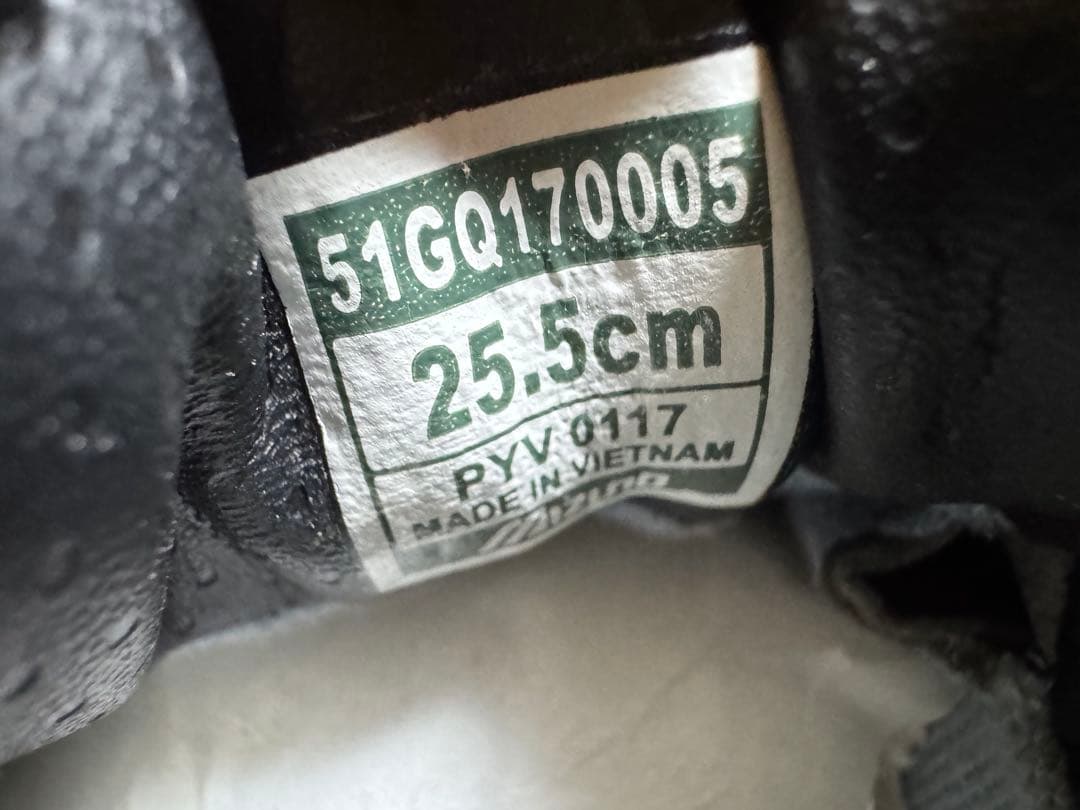 51GQ170005
25.5cm
PYV 0117
MADE IN VIETNAM